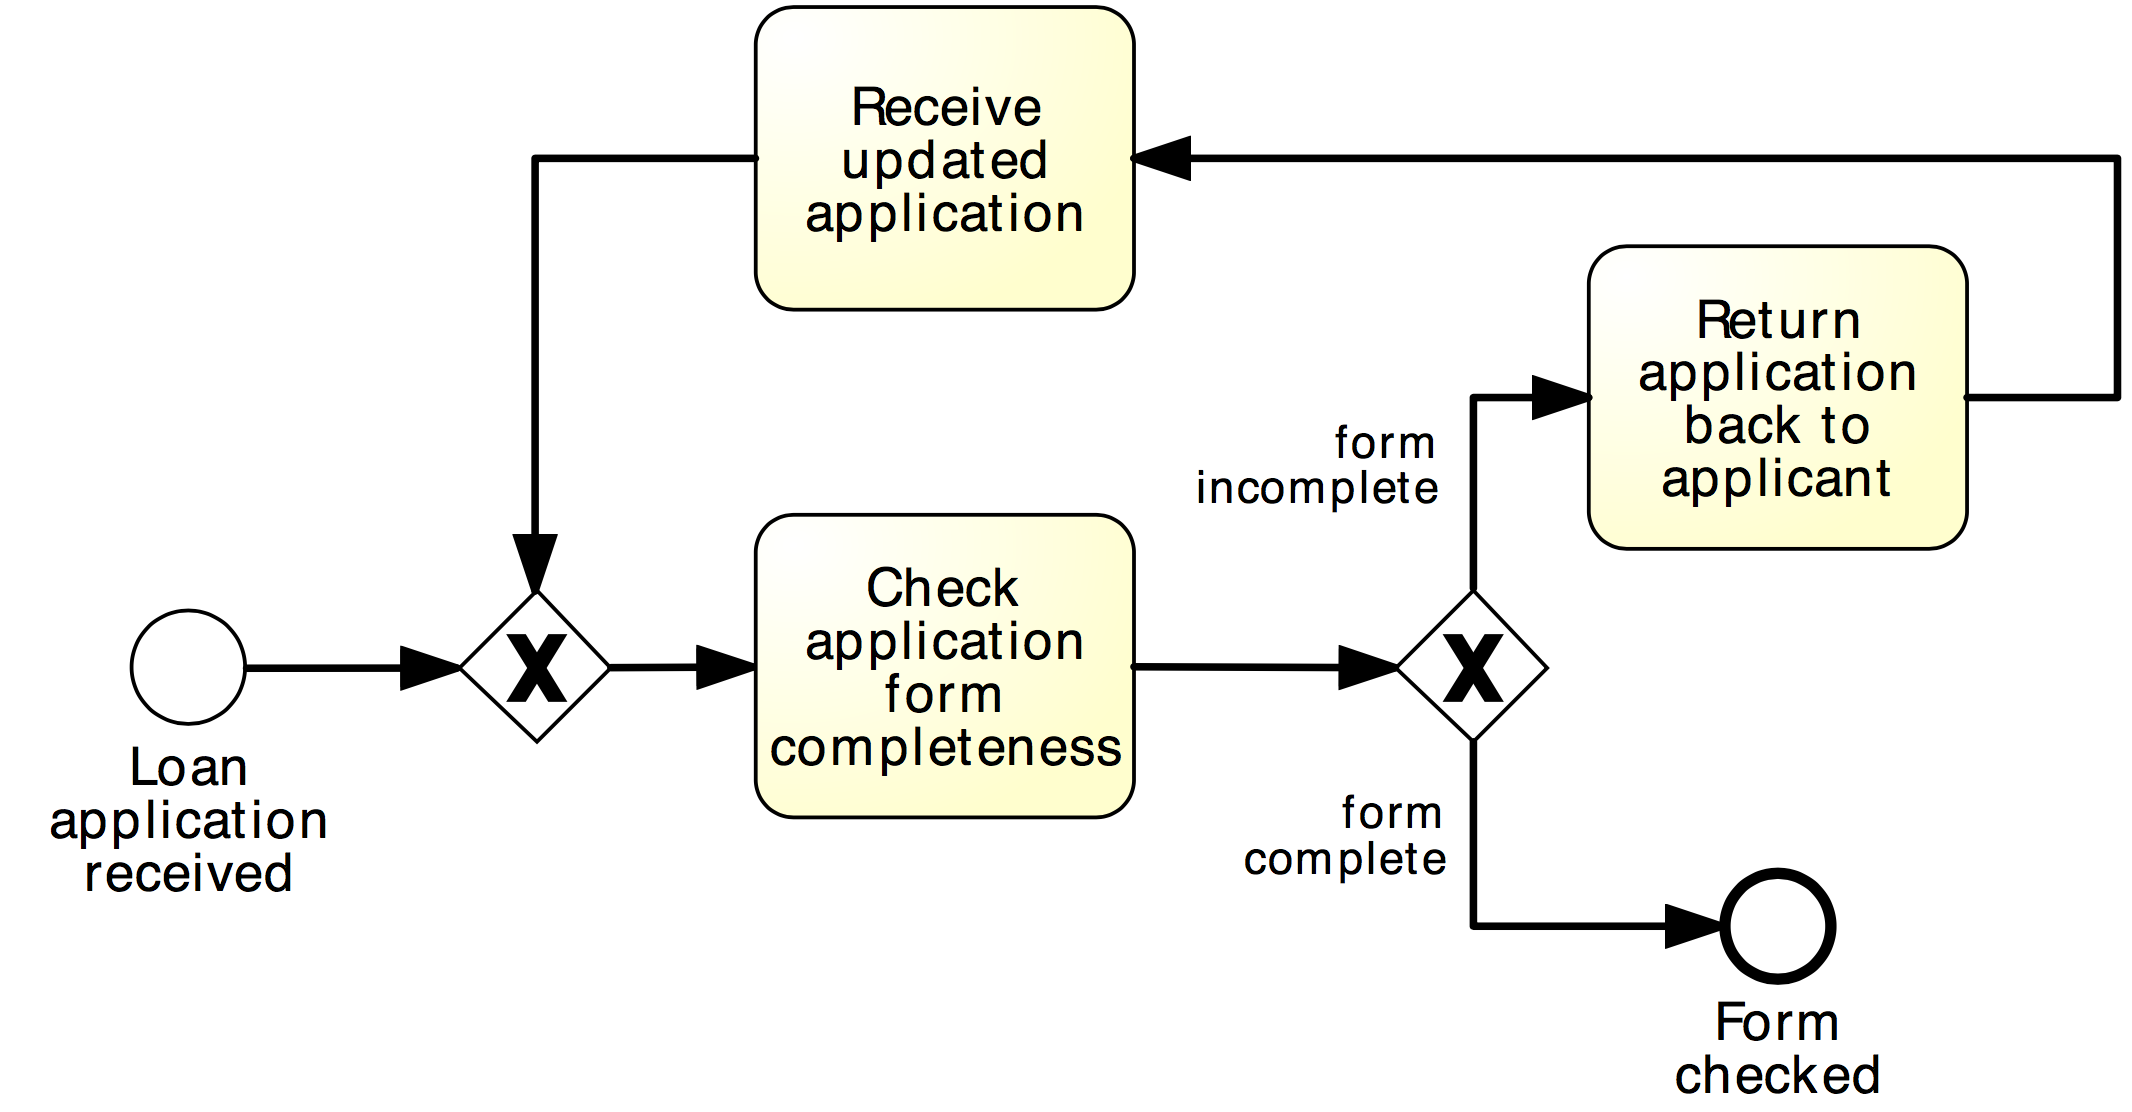 Receive
updated
application
Return
application
back to
applicant
form
incomplete
Check
application
form
completeness
X
X
Loan
application
received
form
complete
Form
checked